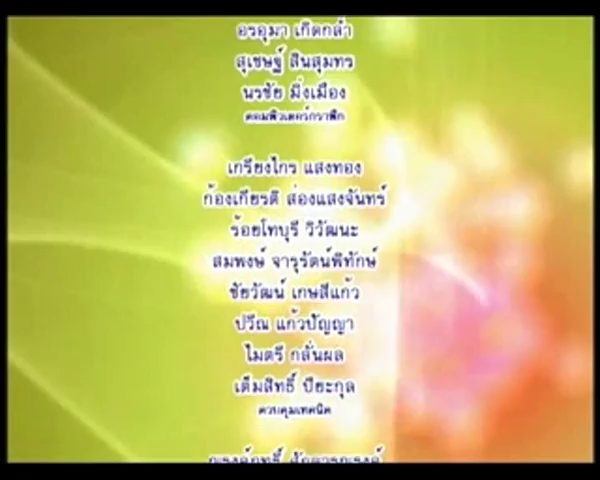 อรอุมา เกิดกล่ำ
สุเชษฐ์ สินสุมทร
นรชัย มิ่งเมือง
คอมพิวเตอร์กราฟิก
เกรียงไกร แสงทอง
ก้องเกียรติ ส่องแสงจันทร์
ร้อยโทบุรี วิวัฒนะ
สมพงษ์ จารุรัตน์พิทักษ์
ชัยวัฒน์ เกษสีแก้ว
ปวีณ แก้วปัญญา
ไมตรี กลั่นผล
เต็มสิทธิ์ ปิยะกุล
ควบคุมเทคนิค